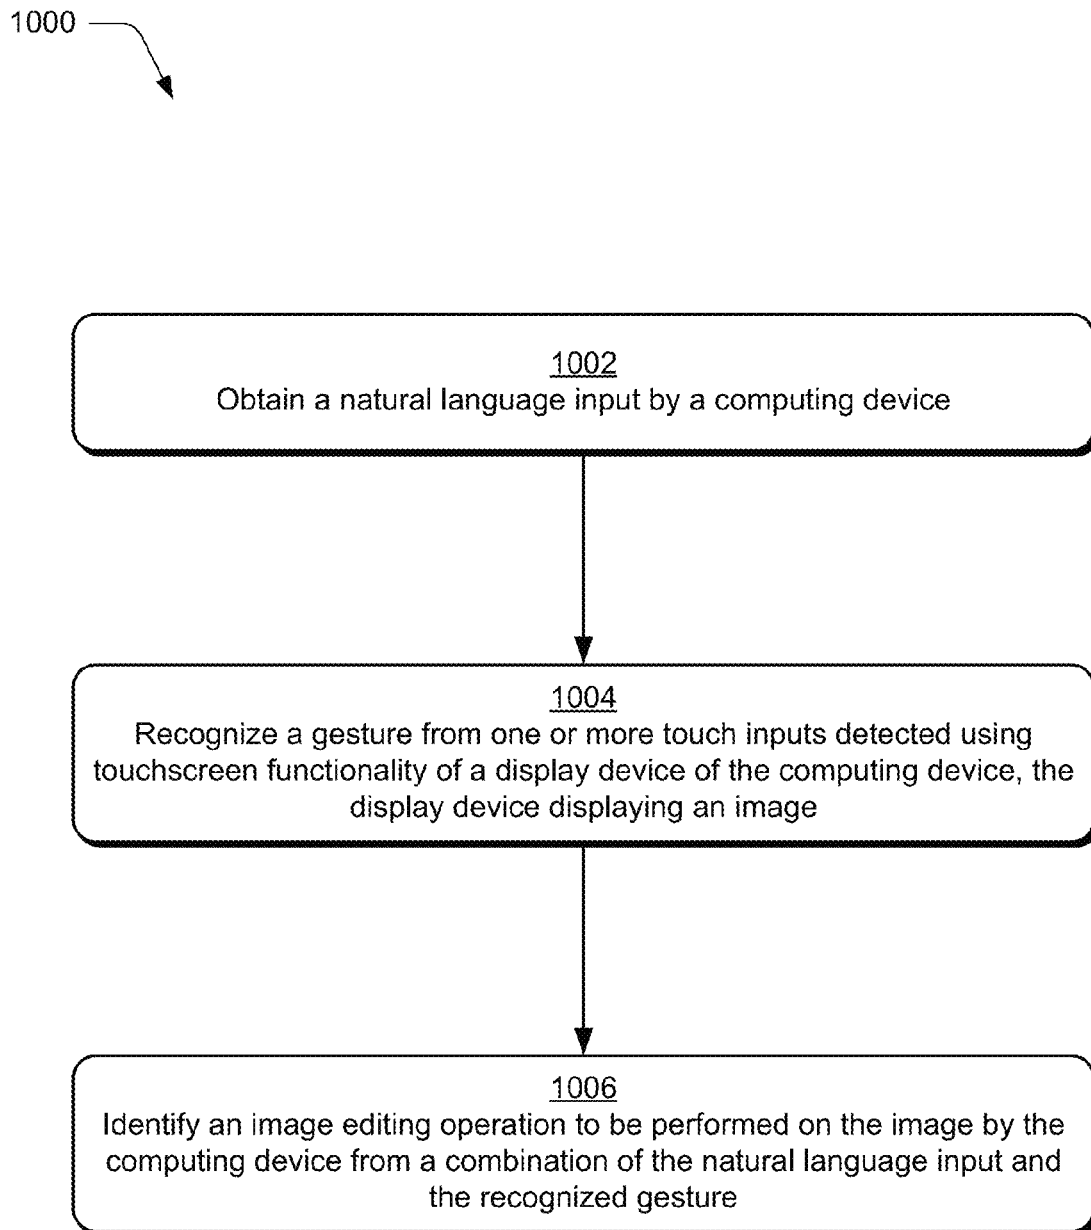 1000
1002
Obtain a natural language input by a computing device
1004
Recognize a gesture from one or more touch inputs detected using
touchscreen functionality of a display device of the computing device, the
display device displaying an image
1006
Identify an image editing operation to be performed on the image by the
computing device from a combination of the natural language input and
the recognized gesture